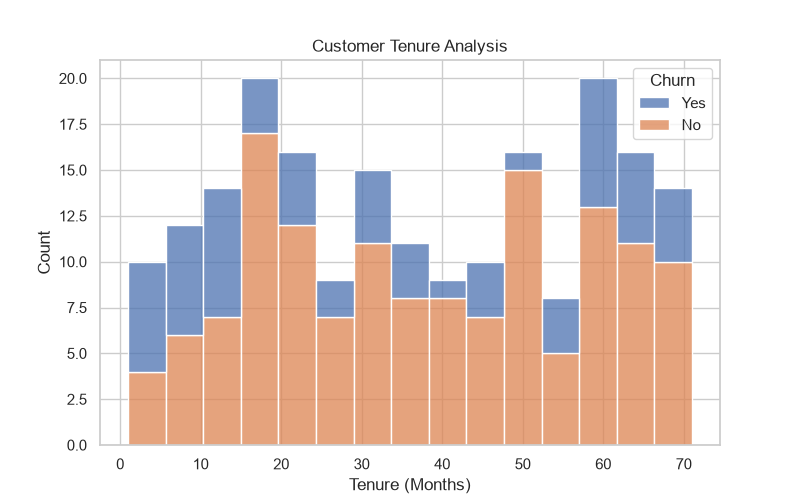 Customer Tenure Analysis
Churn
Yes
No
20.0
17.5
15.0
12.5
10.0
7.5
5.0
2.5
0.0
Count
0 10 20 30 40 50 60 70
Tenure (Months)